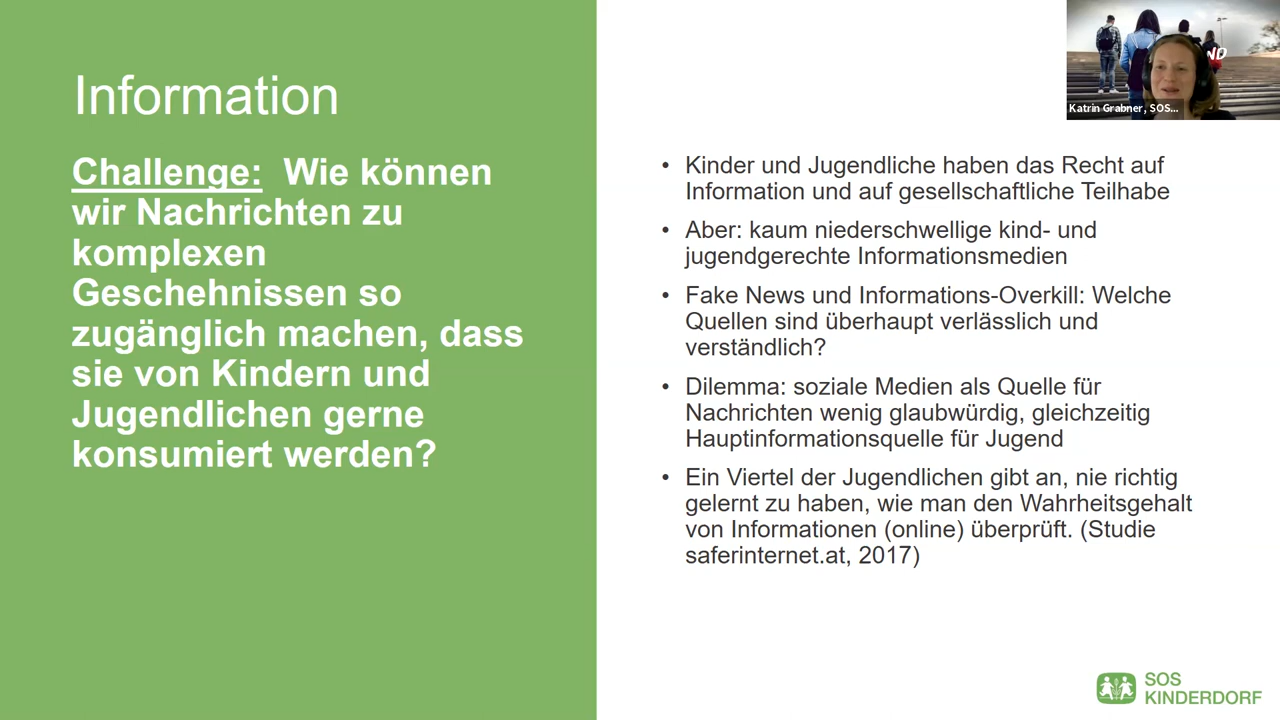 Information
Challenge:  Wie können
wir Nachrichten zu
komplexen
Geschehnissen so
zugänglich machen, dass
sie von Kindern und
Jugendlichen gerne
konsumiert werden?
ND
Katrin Grabner, SOS...
• Kinder und Jugendliche haben das Recht auf
Information und auf gesellschaftliche Teilhabe
• Aber: kaum niederschwellige kind- und
jugendgerechte Informationsmedien
• Fake News und Informations-Overkill: Welche
Quellen sind überhaupt verlässlich und
verständlich?
• Dilemma: soziale Medien als Quelle für
Nachrichten wenig glaubwürdig, gleichzeitig
Hauptinformationsquelle für Jugend
• Ein Viertel der Jugendlichen gibt an, nie richtig
gelernt zu haben, wie man den Wahrheitsgehalt
von Informationen (online) überprüft. (Studie
saferinternet.at, 2017)
SOS
KINDERDORF